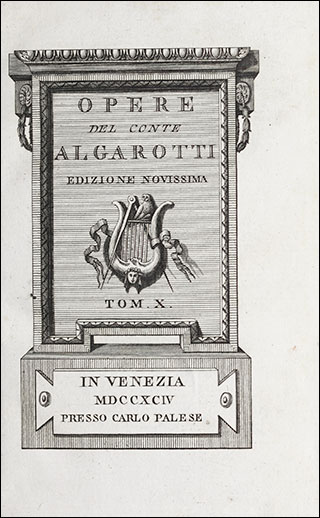 OPERE
DEL CONTE
ALGAROTTI
EDIZIONE NOVISSIMA
TOM. X.
IN VENEZIA
MDCCXCIV
PRESSO CARLO PALESE